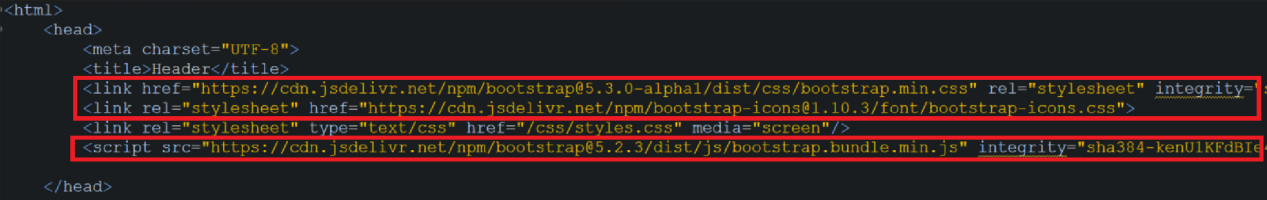 <html>
<head>
<meta charset="UTF-8">
<title>Header</title>
<link href="https://cdn.jsdelivr.net/npm/bootstrap@5.3.0-alpha1/dist/css/bootstrap.min.css" rel="stylesheet" integrity="
<link rel="stylesheet" href="https://cdn.jsdelivr.net/npm/bootstrap-icons@1.10.3/font/bootstrap-icons.css">
<link rel="stylesheet" type="text/css" href="/css/styles.css" media="screen"/>
<script src="https://cdn.jsdelivr.net/npm/bootstrap@5.2.3/dist/js/bootstrap.bundle.min.js" integrity="sha384-kenU1KFdBIe
</head>